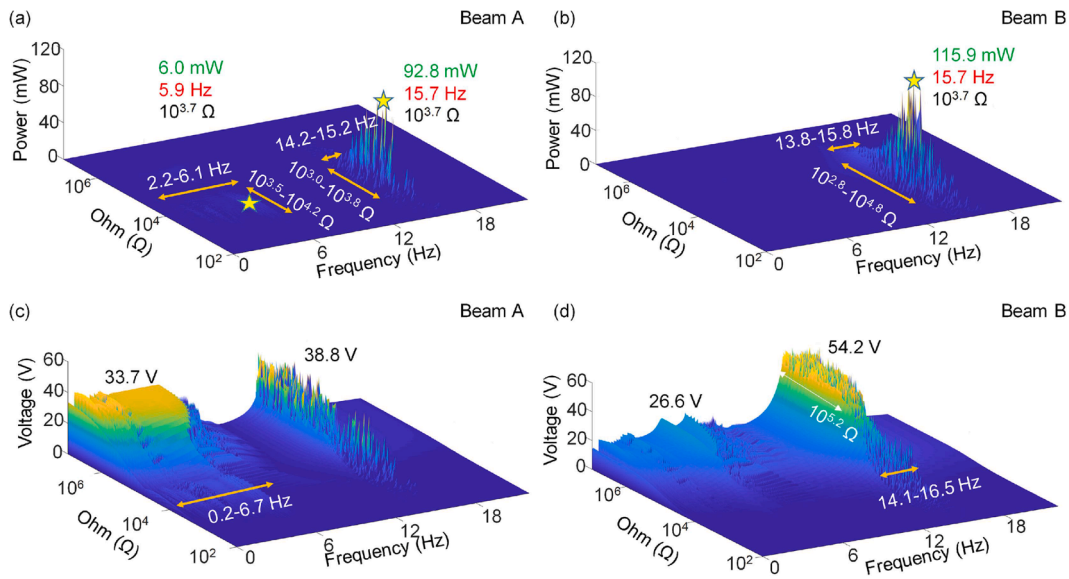 (a)
Beam A
120
80
40
0
Power (mW)
6.0 mW
5.9 Hz
10^3.7 Ω
92.8 mW
15.7 Hz
10^3.7 Ω
14.2-15.2 Hz
2.2-6.1 Hz
10^3.0-10^3.8 Ω
10^3.5-10^4.2 Ω
10^6
10^4
10^2
Ohm (Ω)
0
6
12
18
Frequency (Hz)
(b)
Beam B
120
80
40
0
Power (mW)
115.9 mW
15.7 Hz
10^3.7 Ω
13.8-15.8 Hz
10^2.8-10^4.8 Ω
10^6
10^4
10^2
Ohm (Ω)
0
6
12
18
Frequency (Hz)
(c)
Beam A
60
40
20
0
Voltage (V)
33.7 V
38.8 V
0.2-6.7 Hz
10^6
10^4
10^2
Ohm (Ω)
0
6
12
18
Frequency (Hz)
(d)
Beam B
60
40
20
0
Voltage (V)
26.6 V
54.2 V
10^5.2 Ω
14.1-16.5 Hz
10^6
10^4
10^2
Ohm (Ω)
0
6
12
18
Frequency (Hz)